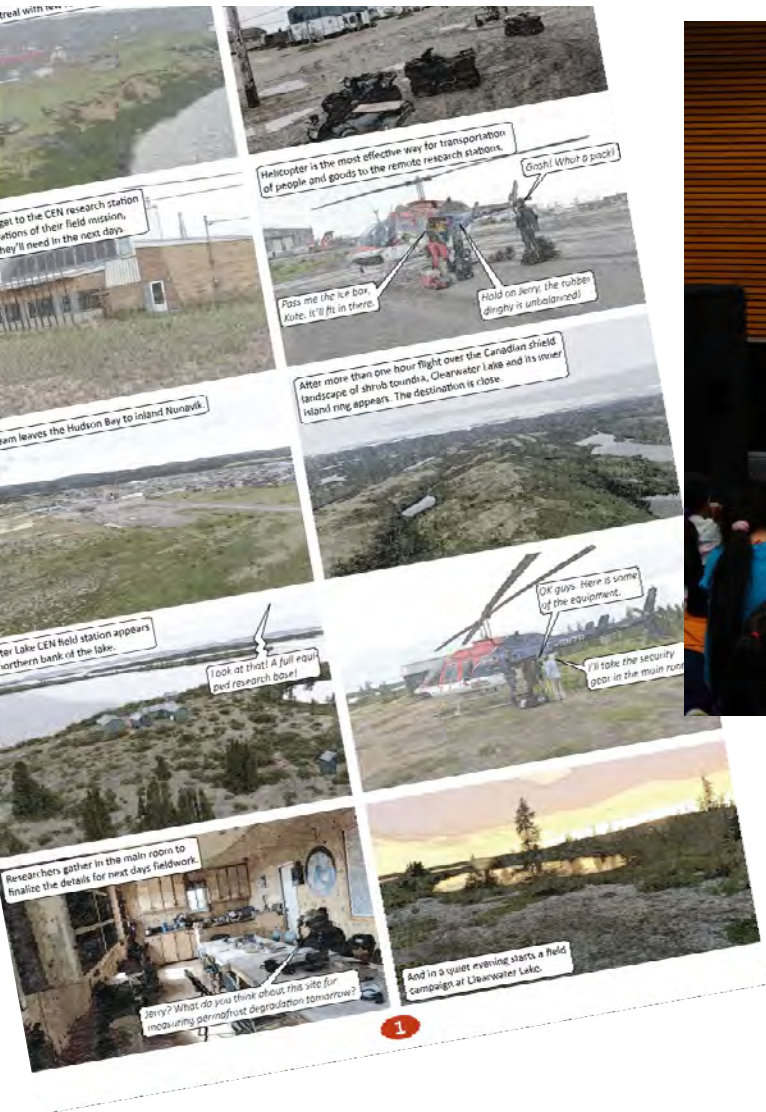 treal with
Helicopter is the most effective way for transportation
of people and goods to the remote research stations.
Gosh! What a pack!
get to the CEN research station
ations of their field mission,
they'll need in the next days
Pass me the ice box,
Kute. It'll fit in there.
Hold on Jerry, the rubber
dinghy is unbalanced!
After more than one hour flight over the Canadian shield
landscape of shrub toundra, Clearwater Lake and its inner
island ring appears. The destination is close.
eam leaves the Hudson Bay to inland Nunavik.
ter Lake CEN field station appears
northern bank of the lake.
Look at that! A full equi-
ped research base!
OK guys. Here is some
of the equipment.
I'll take the security
gear in the main
Researchers gather in the main room to
finalize the details for next days fieldwork.
Jerry? What do you think about this site for
measuring permafrost degradation tomorrow?
And in a quiet evening starts a field
campaign at Clearwater Lake.
1